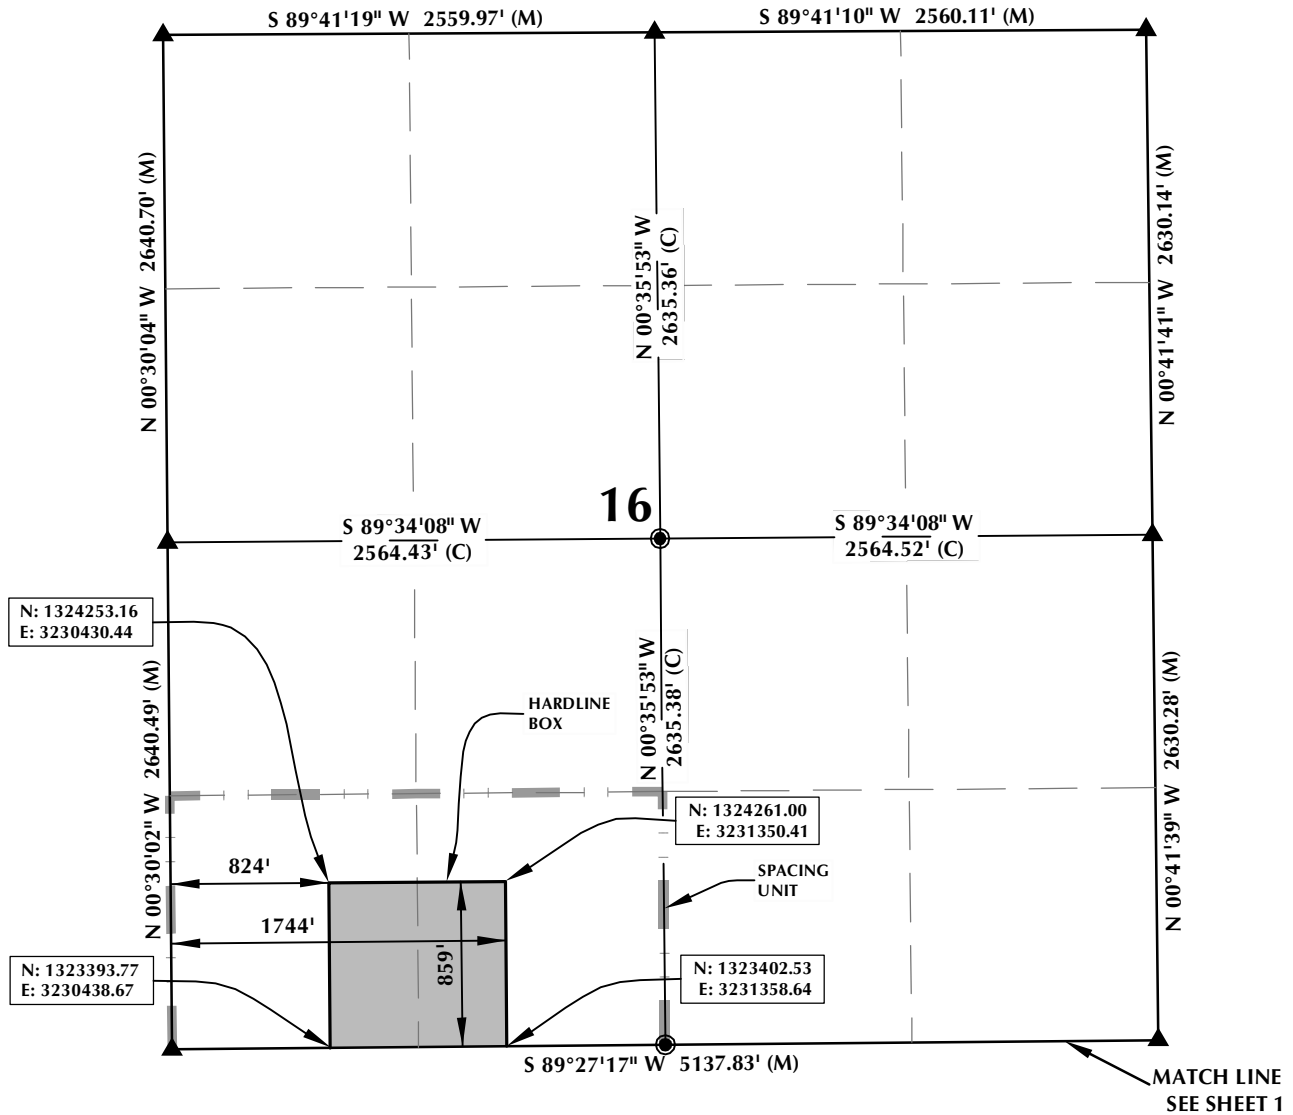 S 89°41'19" W 2559.97' (M)
S 89°41'10" W 2560.11' (M)
N 00°30'04" W 2640.70' (M)
N 00°35'53" W
2635.36' (C)
N 00°41'41" W 2630.14' (M)
16
S 89°34'08" W
2564.43' (C)
S 89°34'08" W
2564.52' (C)
N: 1324253.16
E: 3230430.44
N 00°30'02" W 2640.49' (M)
HARDLINE
BOX
N 00°35'53" W
2635.38' (C)
N 00°41'39" W 2630.28' (M)
N: 1324261.00
E: 3231350.41
824'
SPACING
UNIT
1744'
859'
N: 1323393.77
E: 3230438.67
N: 1323402.53
E: 3231358.64
S 89°27'17" W 5137.83' (M)
MATCH LINE
SEE SHEET 1